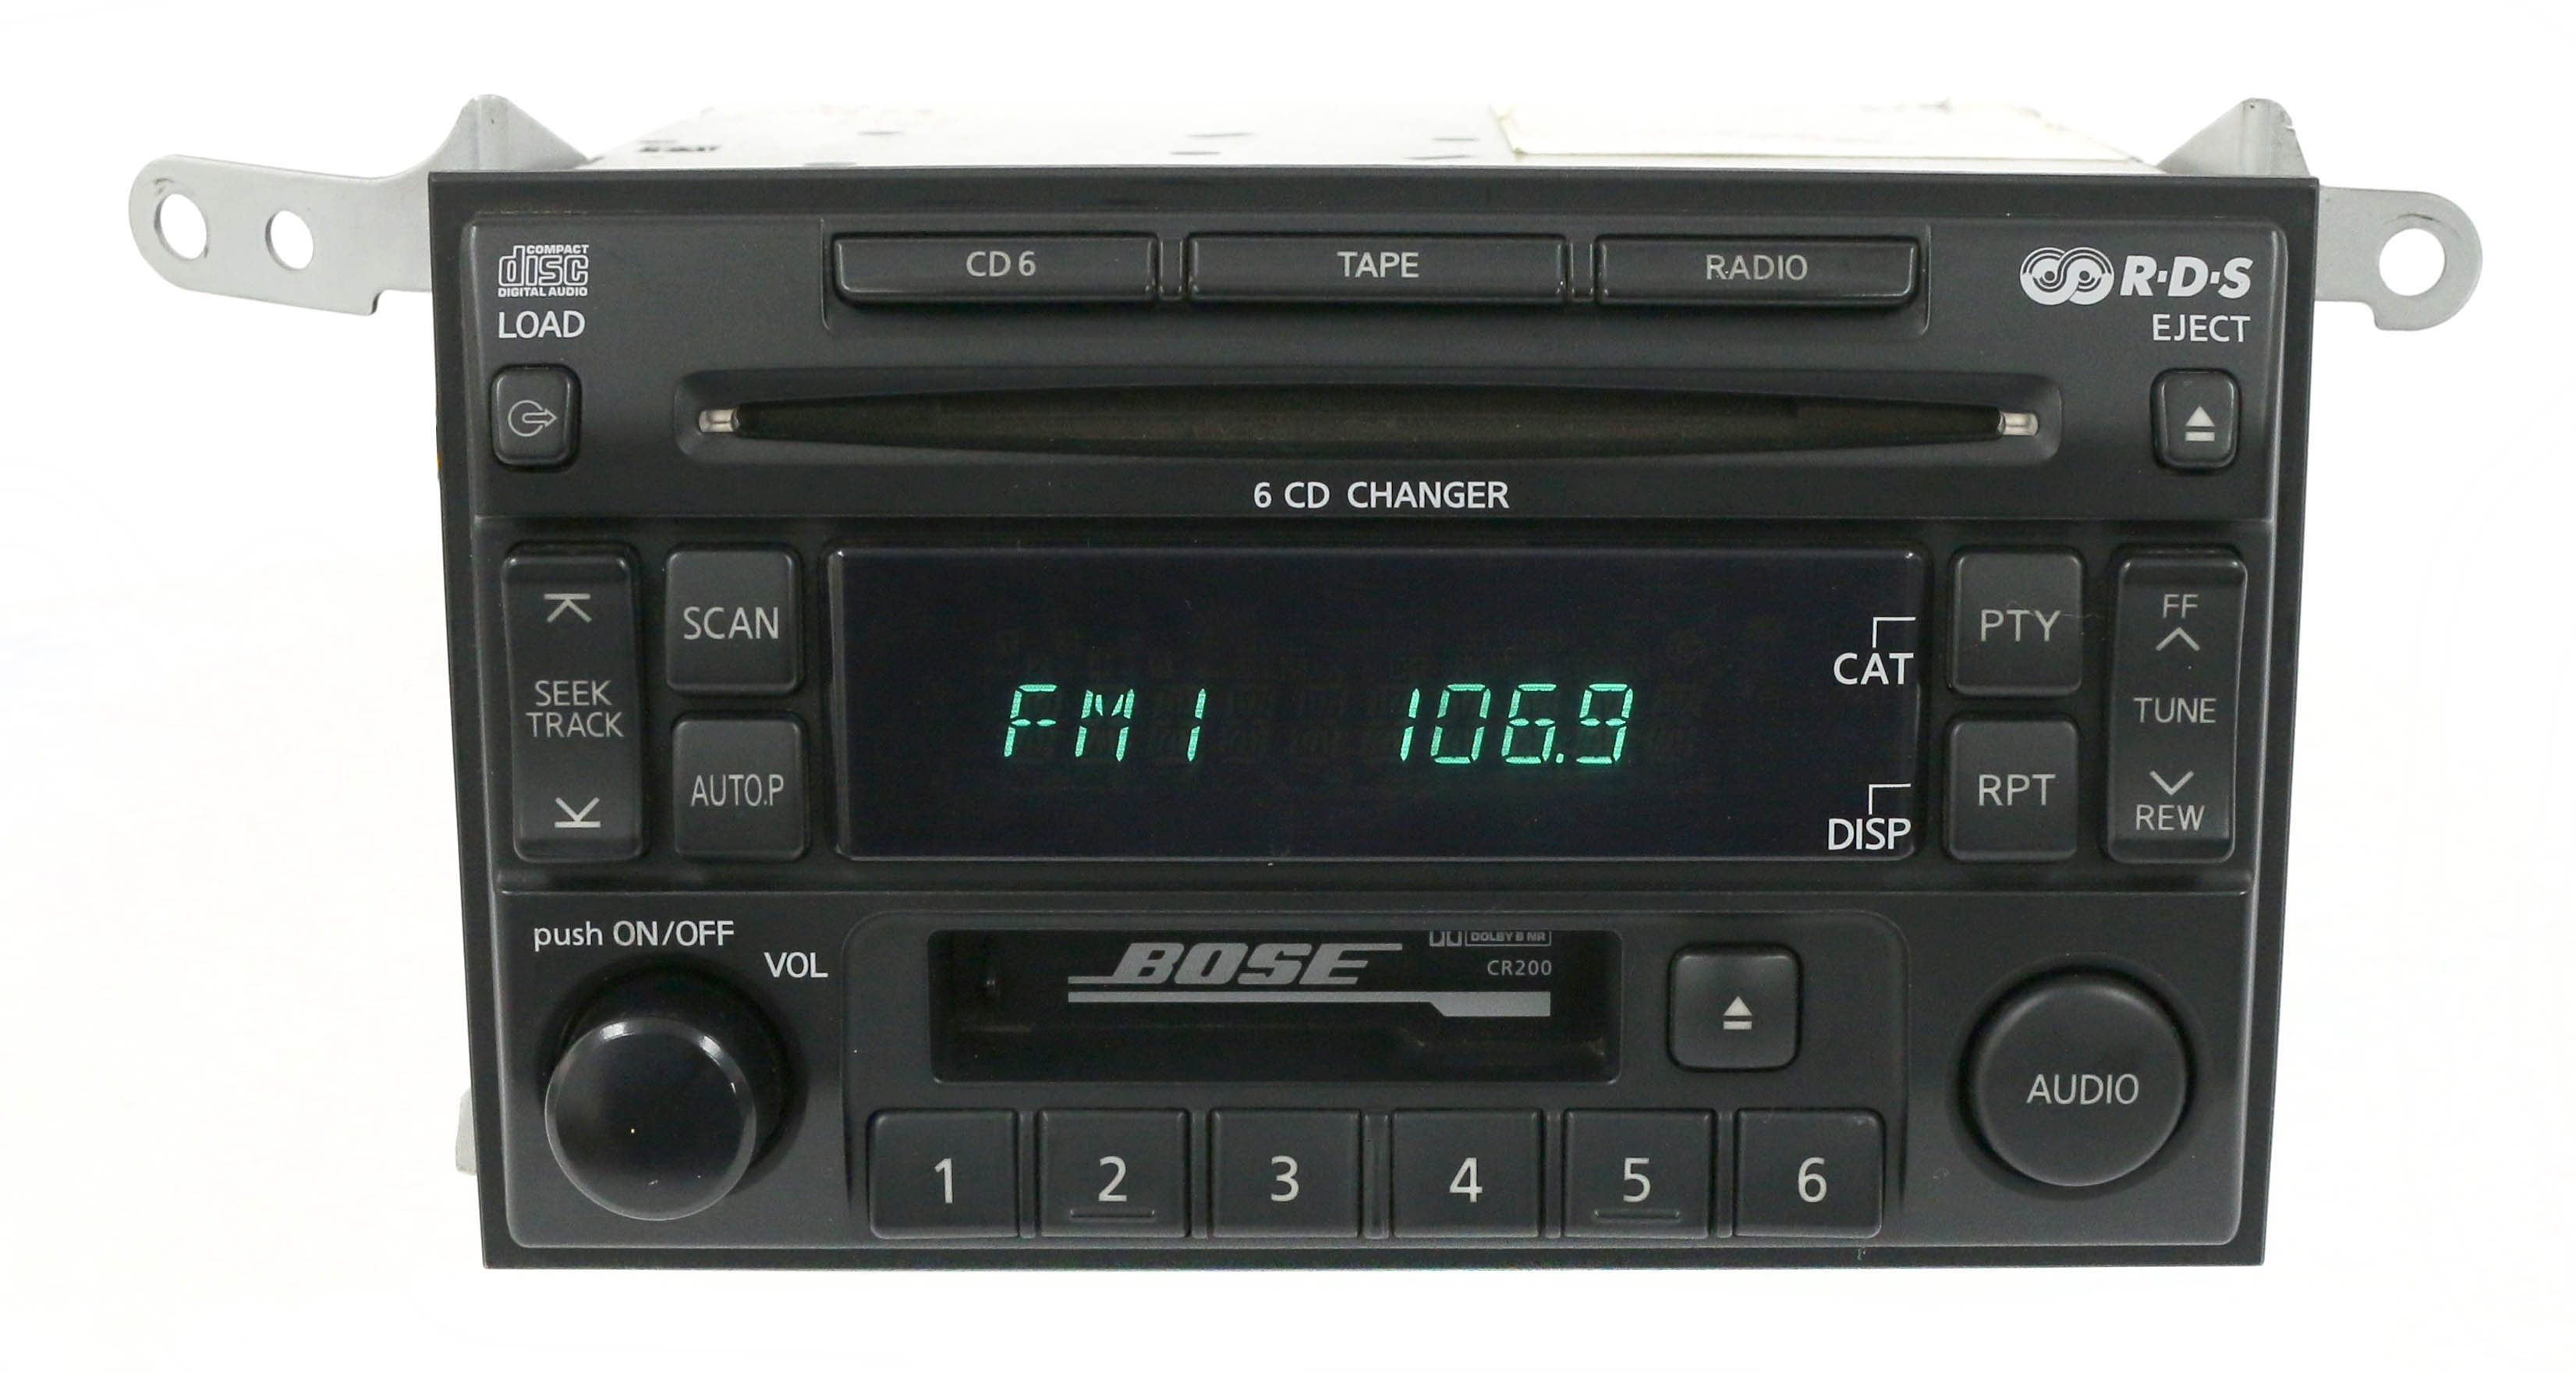 CD 6
TAPE
RADIO
COMPACT
disc
DIGITAL AUDIO
LOAD
R·D·S
EJECT
6 CD CHANGER
SEEK
TRACK
SCAN
AUTO.P
FM1 106.9
CAT
DISP
PTY
RPT
FF
TUNE
REW
push ON/OFF
VOL
BOSE
DOLBY B NR
CR200
AUDIO
1 2 3 4 5 6